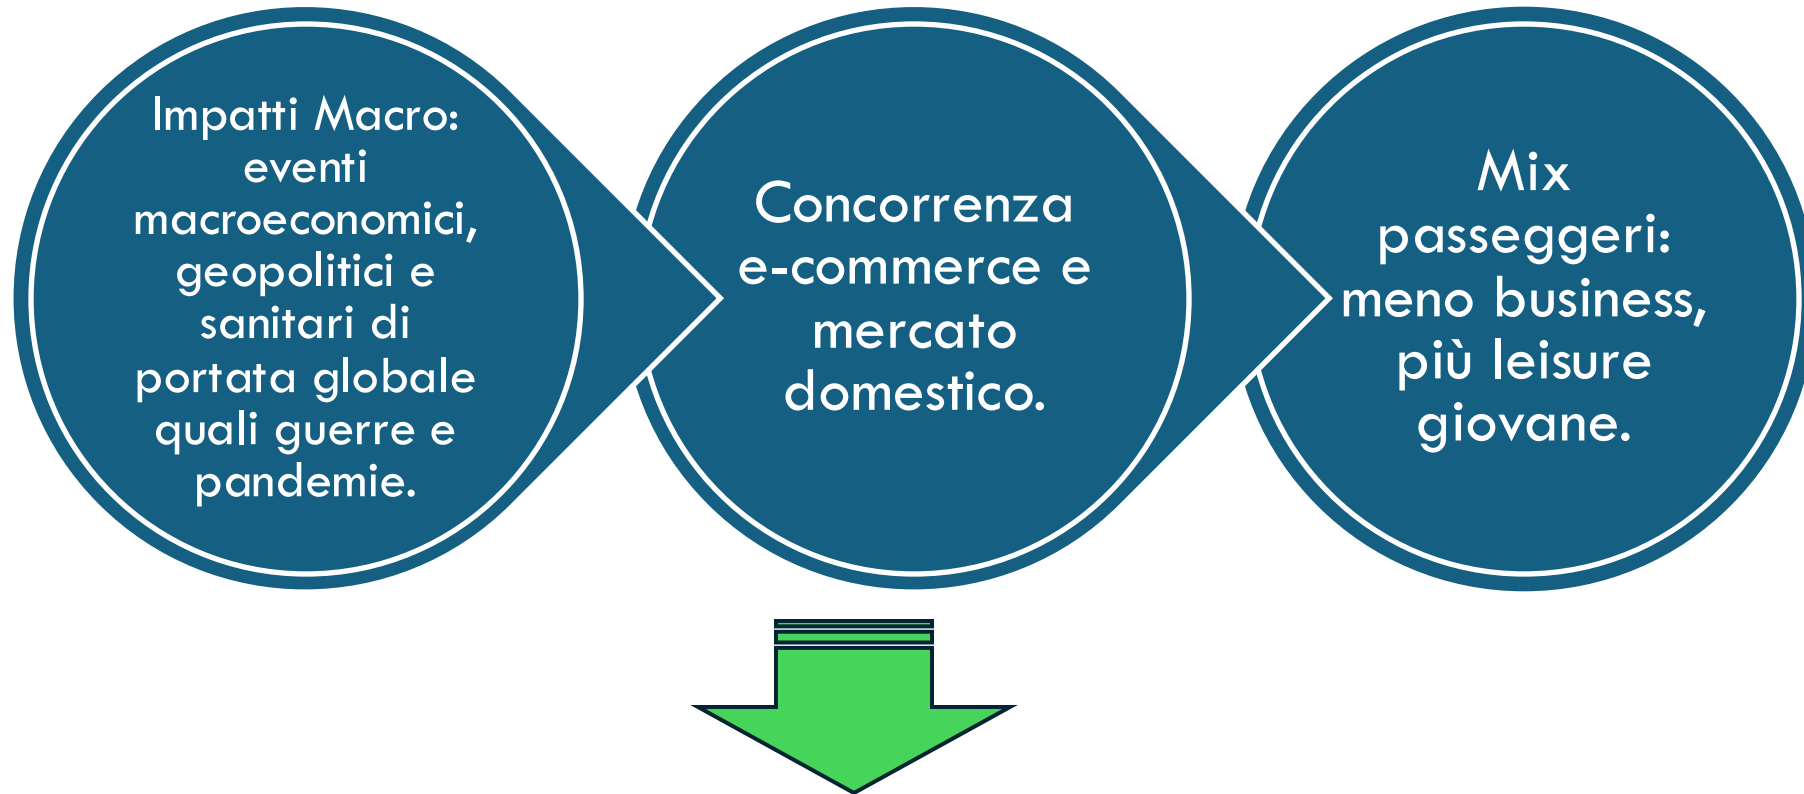 Impatti Macro:
eventi
macroeconomici,
geopolitici e
sanitari di
portata globale
quali guerre e
pandemie.
Concorrenza
e-commerce e
mercato
domestico.
Mix
passeggeri:
meno business,
più leisure
giovane.